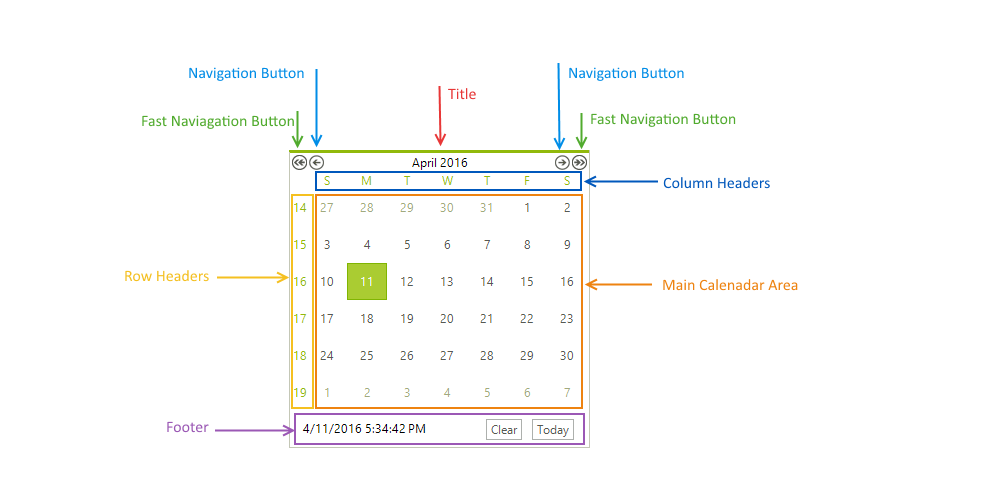 Navigation Button
Navigation Button
Title
Fast Naviagation Button
Fast Navigation Button
April 2016
S M T W T F S
Column Headers
14 27 28 29 30 31 1 2
15 3 4 5 6 7 8 9
Row Headers
16 10 11 12 13 14 15 16
Main Calenadar Area
17 17 18 19 20 21 22 23
18 24 25 26 27 28 29 30
19 1 2 3 4 5 6 7
Footer
4/11/2016 5:34:42 PM Clear Today